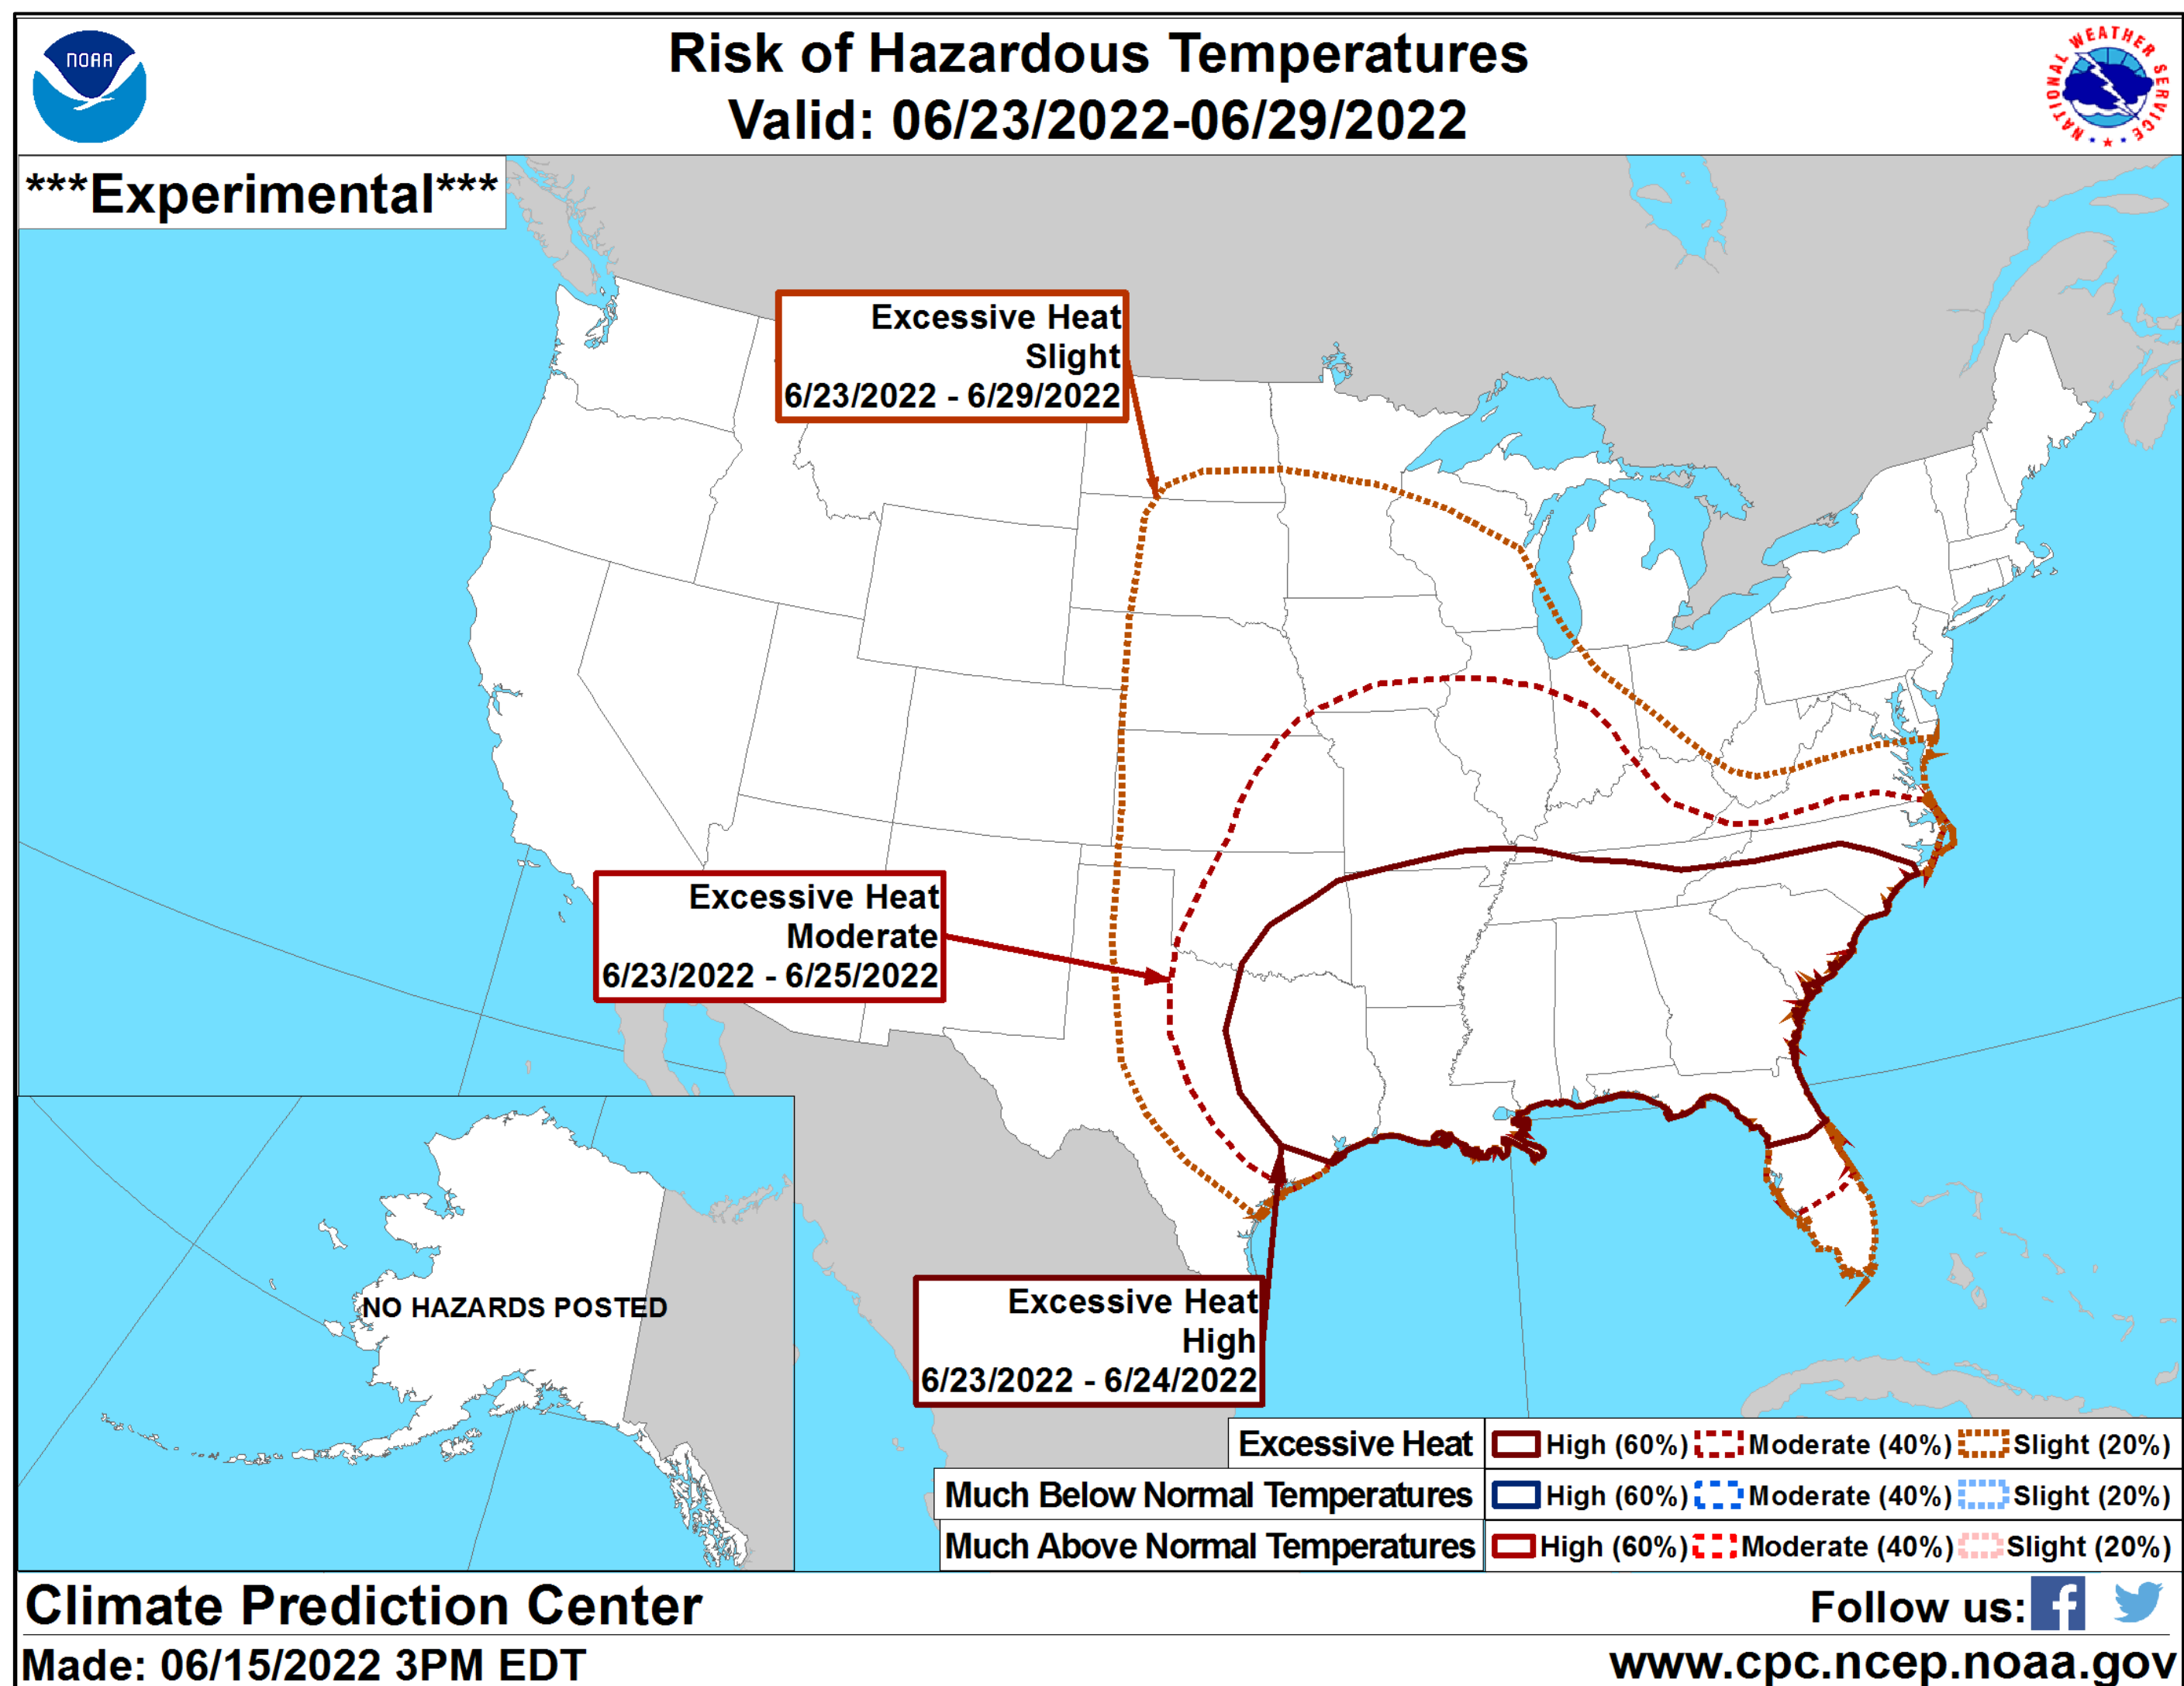 NOAA
Risk of Hazardous Temperatures
Valid: 06/23/2022-06/29/2022
NATIONAL WEATHER SERVICE
***Experimental***
Excessive Heat
Slight
6/23/2022 - 6/29/2022
Excessive Heat
Moderate
6/23/2022 - 6/25/2022
Excessive Heat
High
6/23/2022 - 6/24/2022
NO HAZARDS POSTED
Excessive Heat High (60%) Moderate (40%) Slight (20%)
Much Below Normal Temperatures High (60%) Moderate (40%) Slight (20%)
Much Above Normal Temperatures High (60%) Moderate (40%) Slight (20%)
Climate Prediction Center
Follow us: f
Made: 06/15/2022 3PM EDT
www.cpc.ncep.noaa.gov